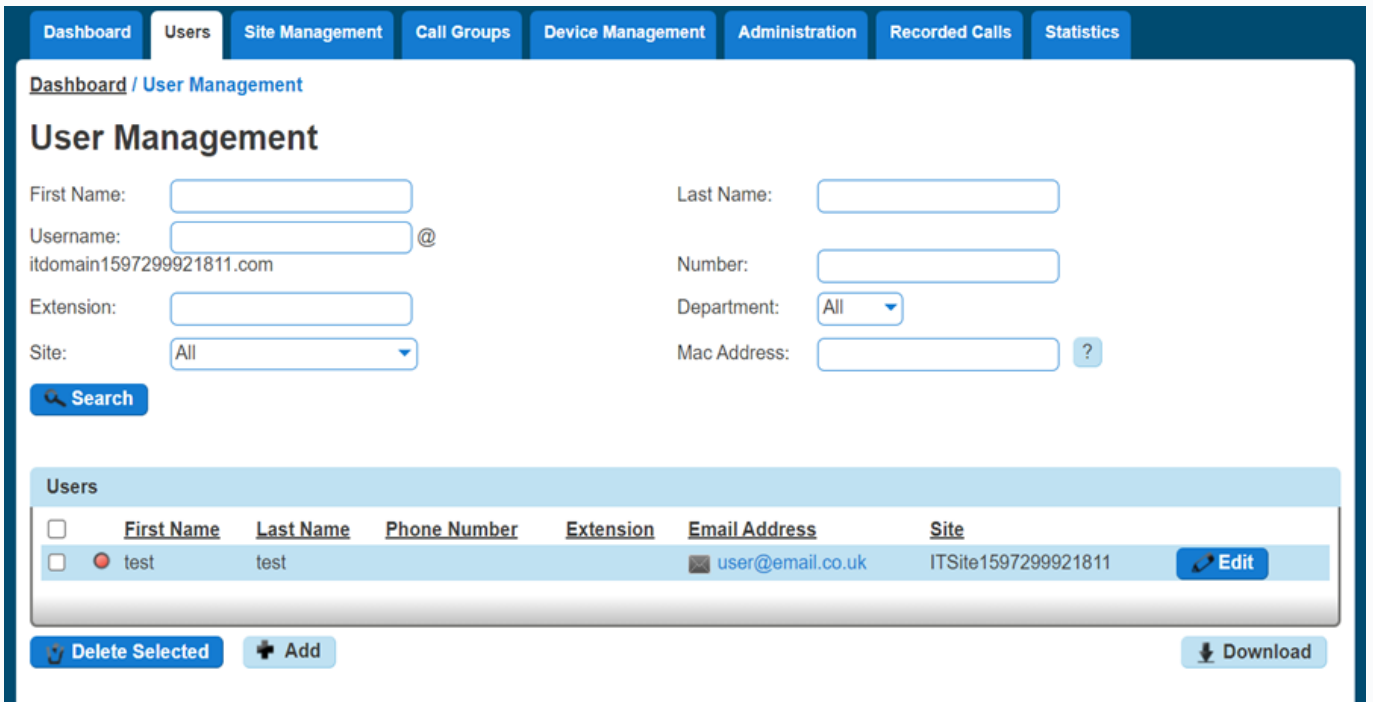 Dashboard Users Site Management Call Groups Device Management Administration Recorded Calls Statistics
Dashboard / User Management
User Management
First Name: Last Name:
Username: @
itdomain1597299921811.com Number:
Extension: Department: All
Site: All Mac Address: ?
Search
Users
First Name Last Name Phone Number Extension Email Address Site
test test user@email.co.uk ITSite1597299921811 Edit
Delete Selected Add Download